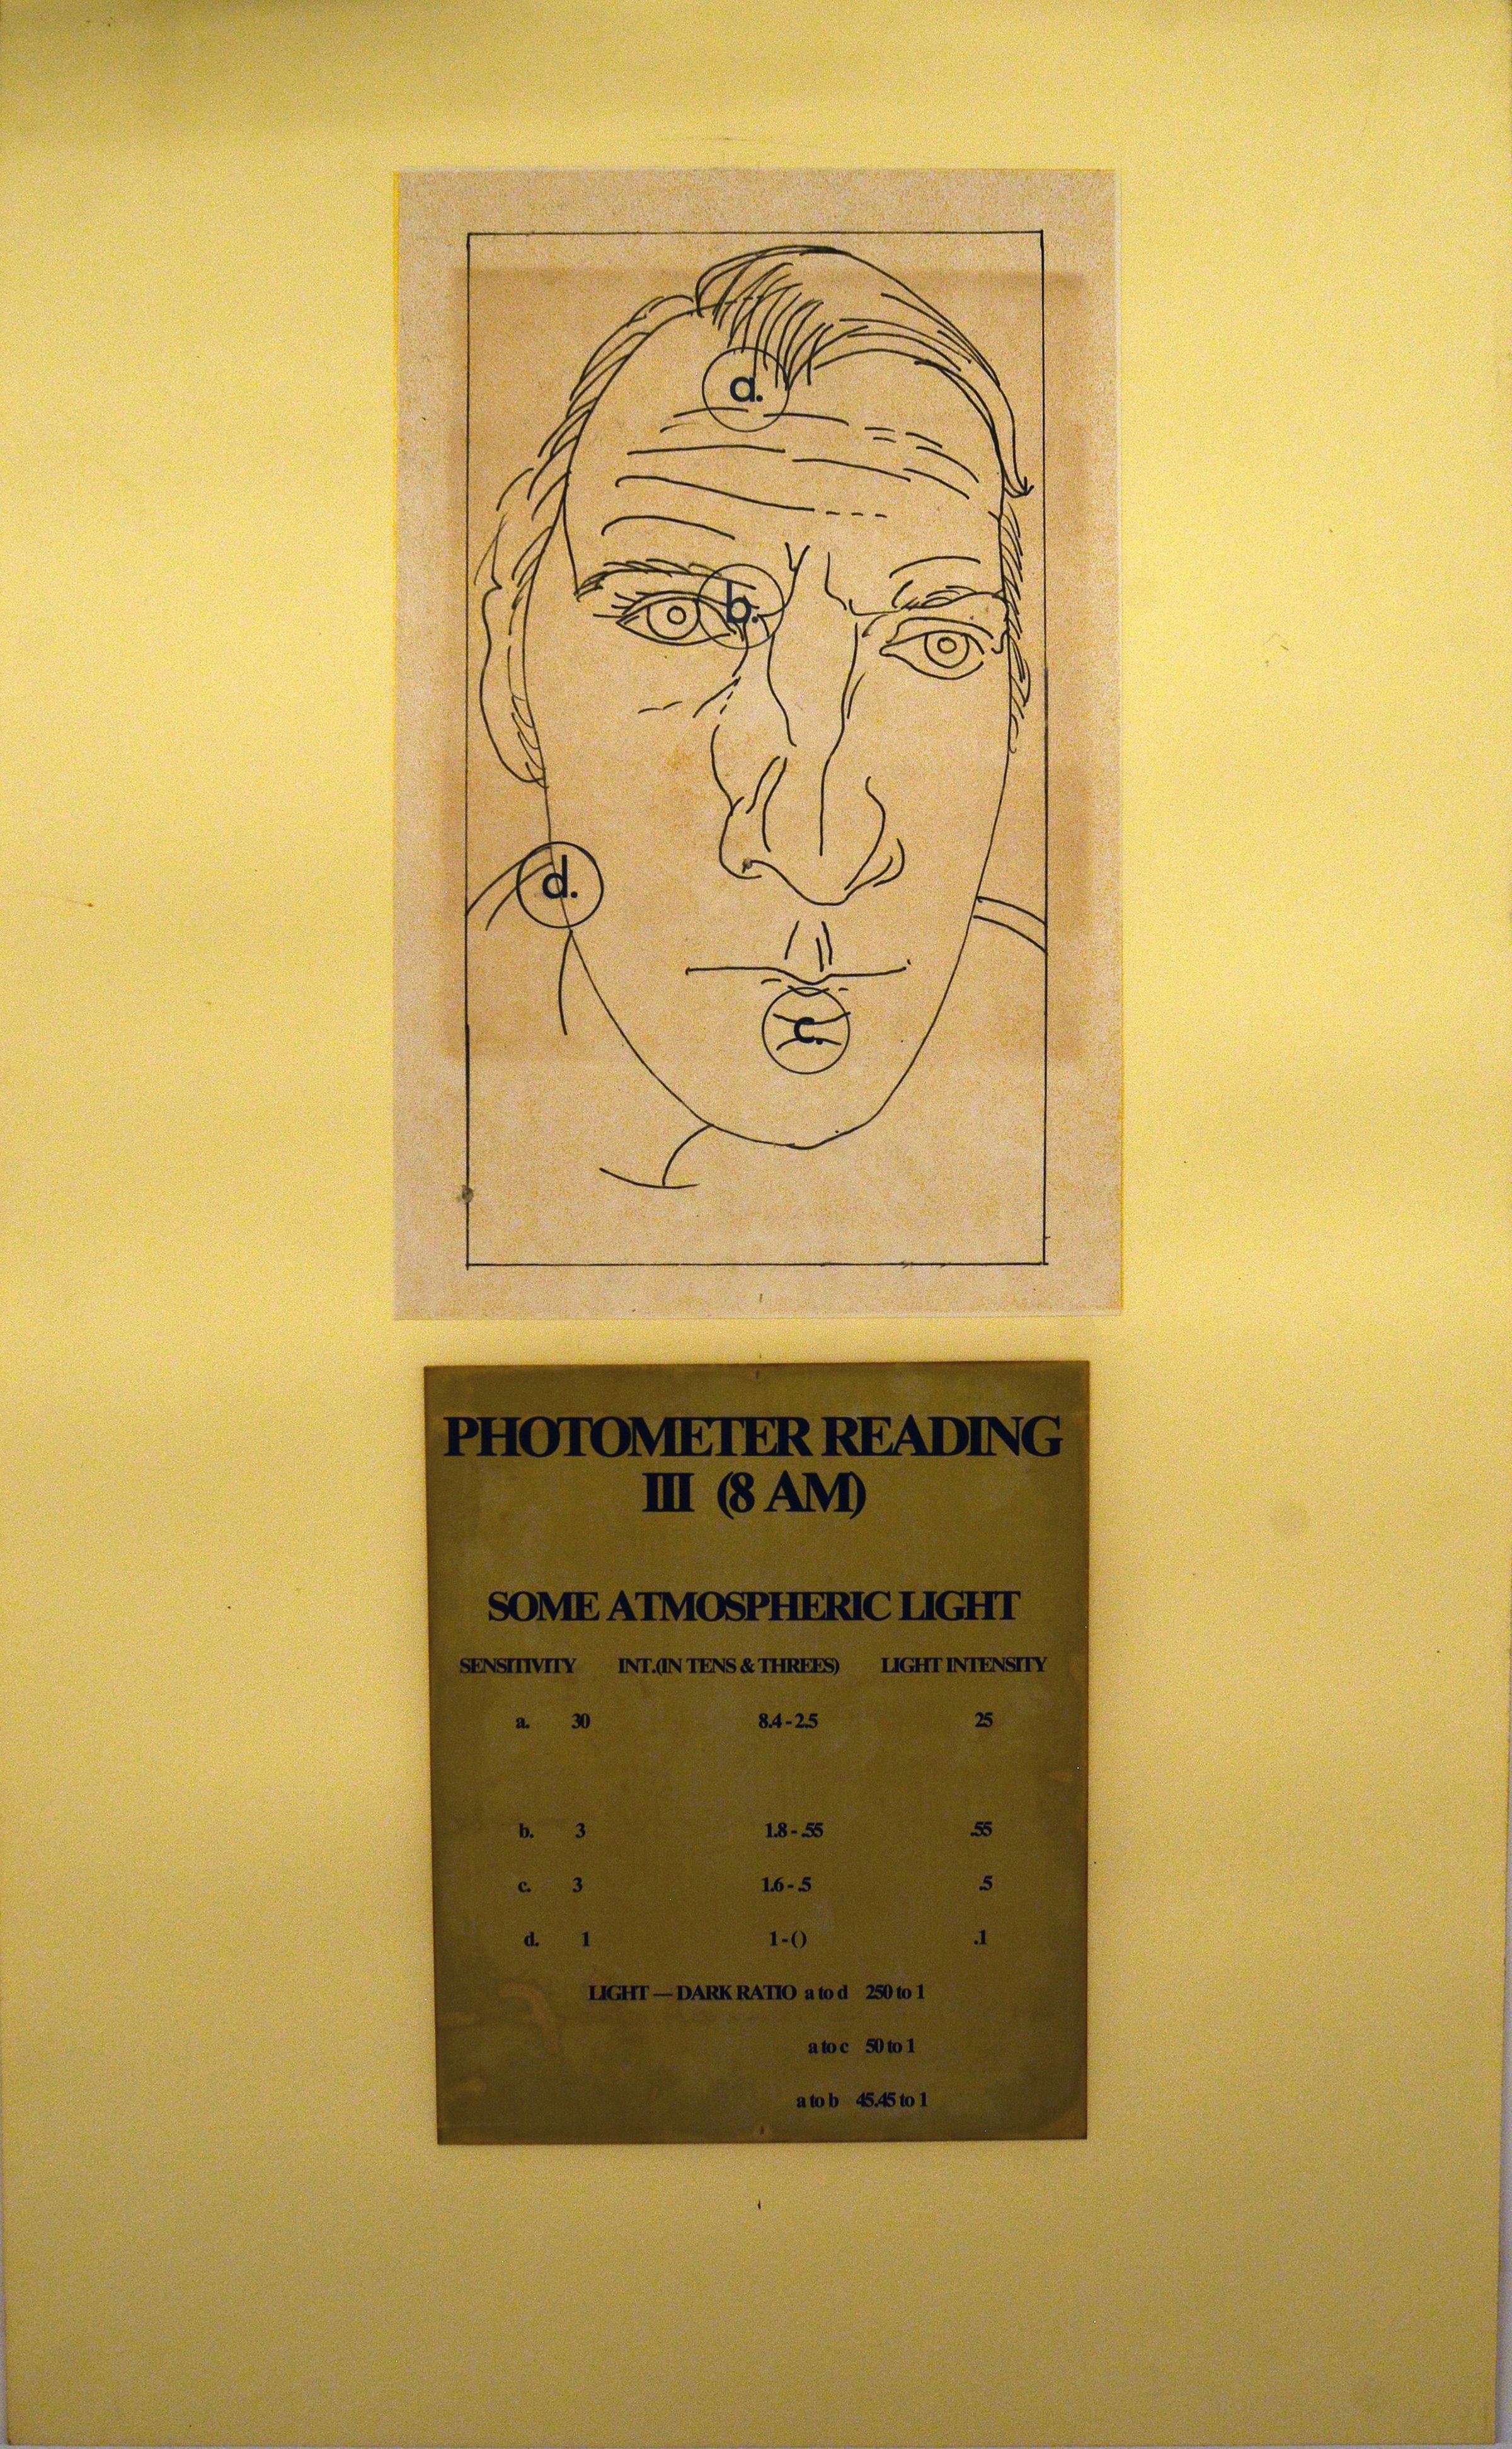 d.
b.
d.
c.
PHOTOMETER READING
III (8 AM)
SOME ATMOSPHERIC LIGHT
SENSITIVITY INT.(IN TENS & THREES) LIGHT INTENSITY
a. 30 8.4 - 2.5 25
b. 3 1.8 - .55 .55
c. 3 1.6 - .5 .5
d. 1 1 - () .1
LIGHT — DARK RATIO a to d 250 to 1
a to c 50 to 1
a to b 45.45 to 1